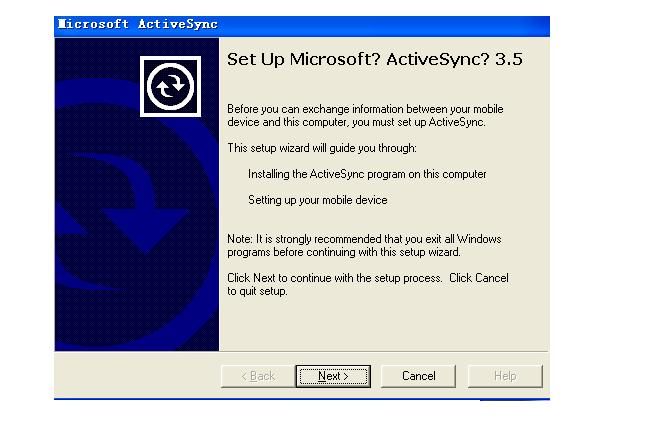 Microsoft ActiveSync
Set Up Microsoft? ActiveSync? 3.5
Before you can exchange information between your mobile
device and this computer, you must set up ActiveSync.
This setup wizard will guide you through:
Installing the ActiveSync program on this computer
Setting up your mobile device
Note: It is strongly recommended that you exit all Windows
programs before continuing with this setup wizard.
Click Next to continue with the setup process.  Click Cancel
to quit setup.
< Back
Next >
Cancel
Help